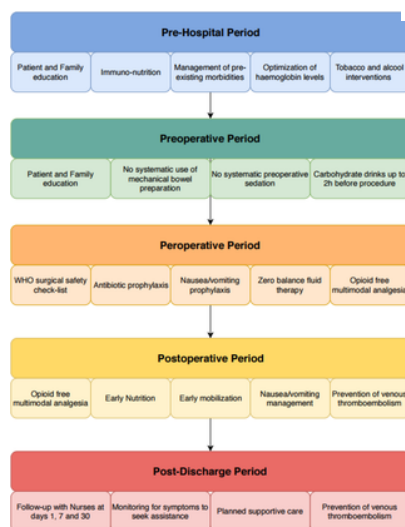 Pre-Hospital Period
Patient and Family
education
Immuno-nutrition
Management of pre-
existing morbidities
Optimization of
haemoglobin levels
Tobacco and alcool
interventions
Preoperative Period
Patient and Family
education
No systematic use of
mechanical bowel
preparation
No systematic preoperative
sedation
Carbohydrate drinks up to
2h before procedure
Peroperative Period
WHO surgical safety
check-list
Antibiotic prophylaxis
Nausea/vomiting
prophylaxis
Zero balance fluid
therapy
Opioid free
multimodal analgesia
Postoperative Period
Opioid free
multimodal analgesia
Early Nutrition
Early mobilization
Nausea/vomiting
management
Prevention of venous
thromboembolism
Post-Discharge Period
Follow-up with Nurses at
days 1, 7 and 30
Monitoring for symptoms to
seek assistance
Planned supportive care
Prevention of venous
thromboembolism